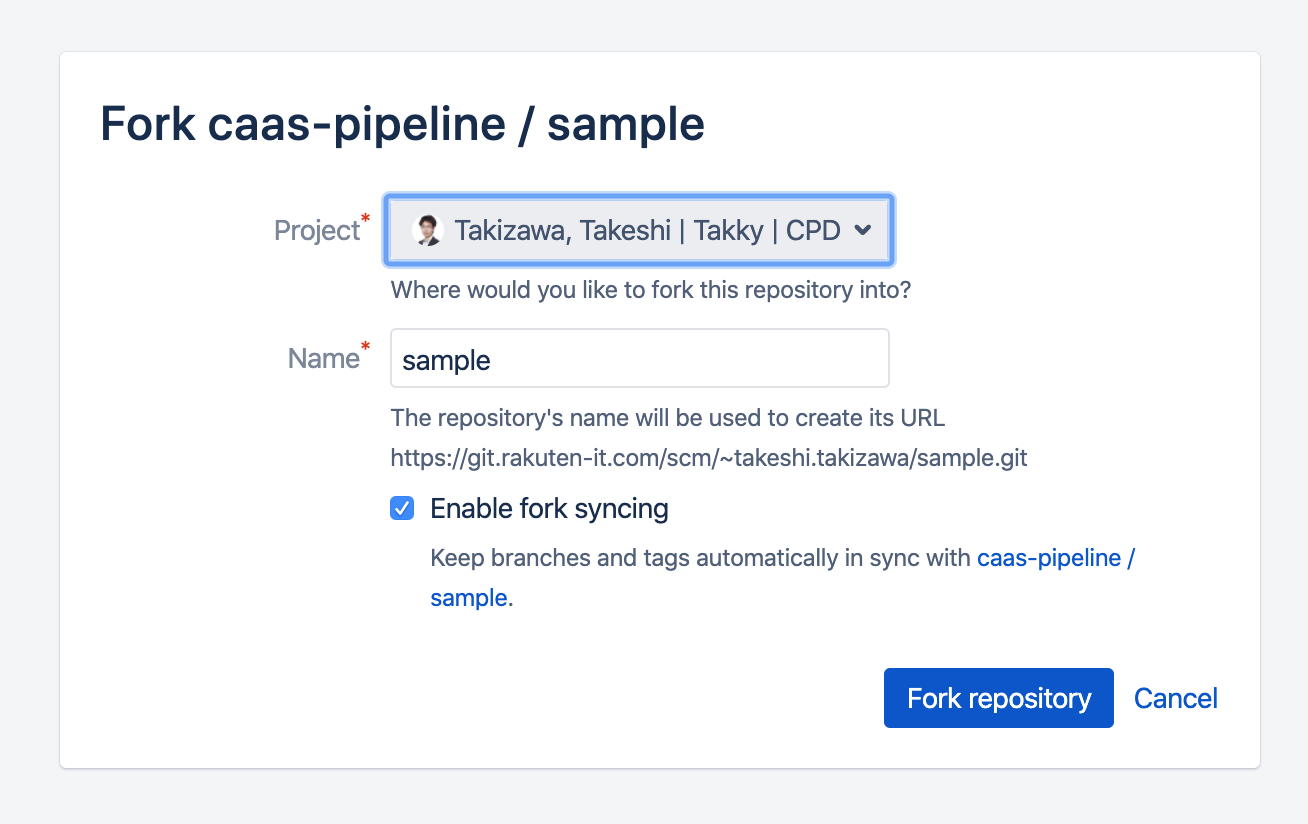 Fork caas-pipeline / sample
Project*
Takizawa, Takeshi | Takky | CPD
Where would you like to fork this repository into?
Name*
sample
The repository's name will be used to create its URL
https://git.rakuten-it.com/scm/~takeshi.takizawa/sample.git
Enable fork syncing
Keep branches and tags automatically in sync with caas-pipeline /
sample.
Fork repository
Cancel